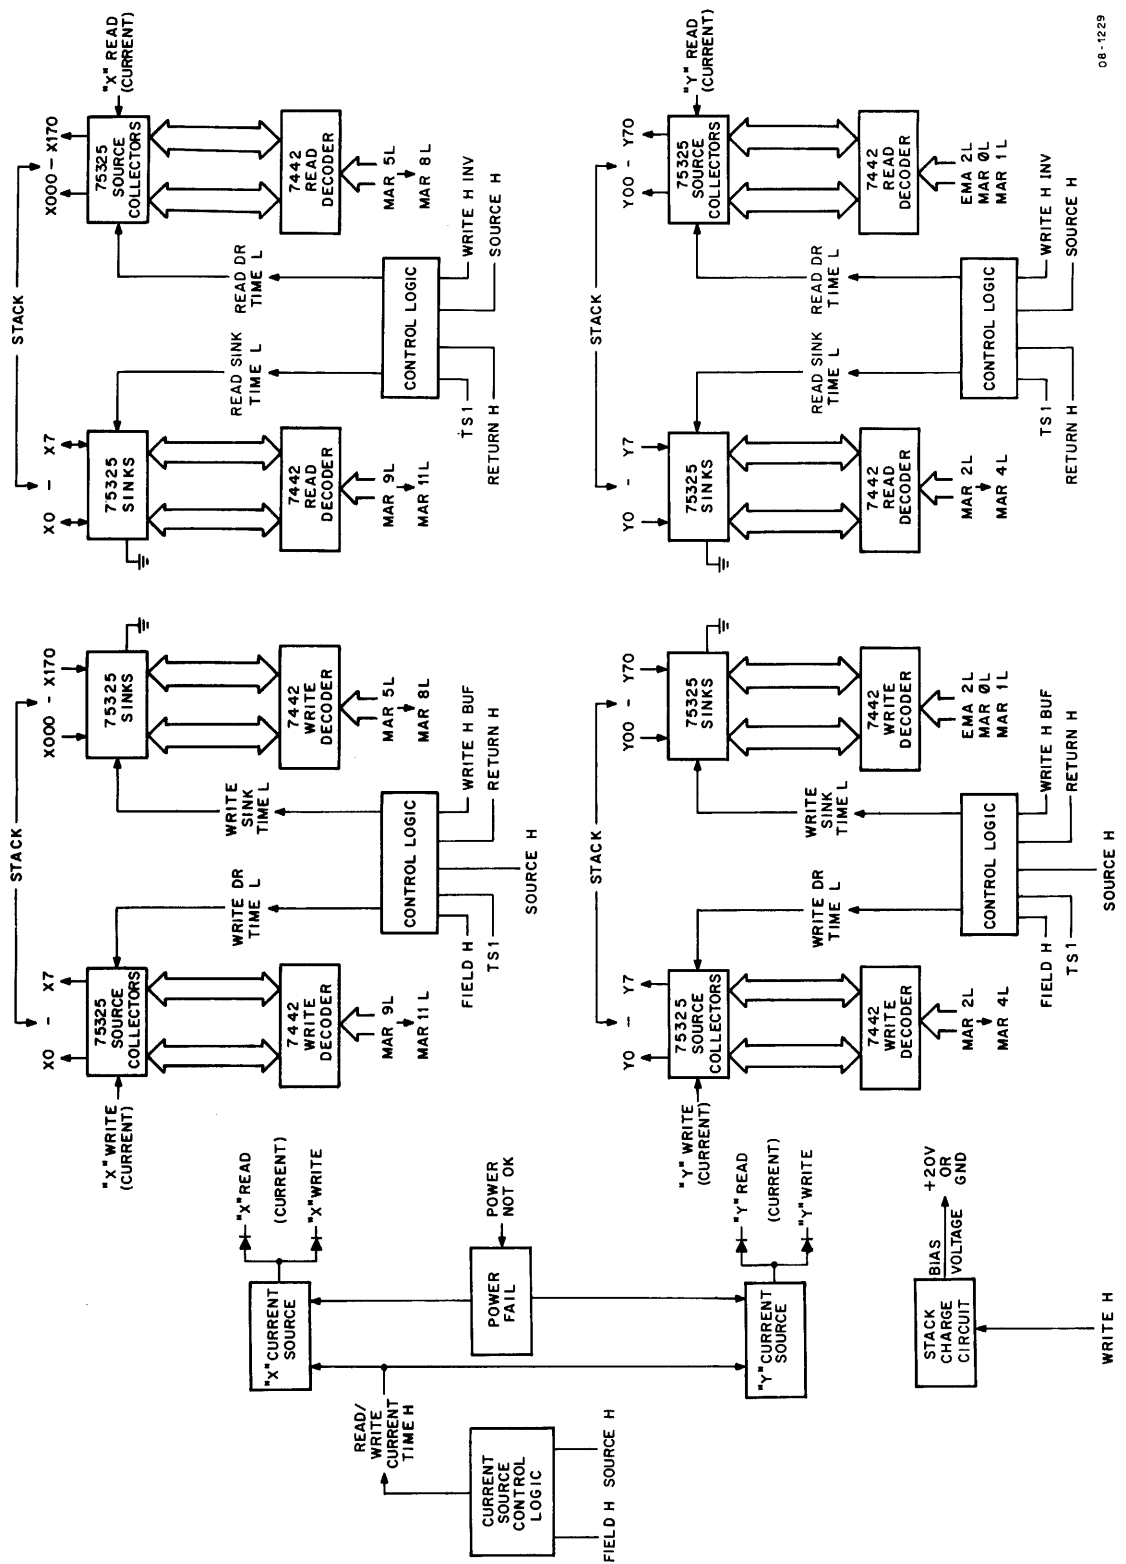 CURRENT
SOURCE
CONTROL
LOGIC
FIELD H
SOURCE H
READ/
WRITE
CURRENT
TIME H
"X" CURRENT
SOURCE
"X" READ
(CURRENT)
"X" WRITE
POWER
FAIL
POWER
NOT OK
"Y" CURRENT
SOURCE
"Y" READ
(CURRENT)
"Y" WRITE
STACK
CHARGE
CIRCUIT
BIAS
VOLTAGE
+20V
OR
GND
WRITE H
STACK
X0 - X7
"X" WRITE
(CURRENT)
75325
SOURCE
COLLECTORS
7442
WRITE
DECODER
MAR 9L
MAR 11 L
WRITE DR
TIME L
WRITE
SINK
TIME L
CONTROL LOGIC
FIELD H
TS1
SOURCE H
RETURN H
WRITE H BUF
X000 - X170
75325
SINKS
7442
WRITE
DECODER
MAR 5L
MAR 8L
STACK
X0 - X7
75325
SINKS
7442
READ
DECODER
MAR 9L
MAR 11L
READ SINK
TIME L
READ DR
TIME L
CONTROL LOGIC
TS1
RETURN H
WRITE H INV
SOURCE H
X000 - X170
75325
SOURCE
COLLECTORS
"X" READ
(CURRENT)
7442
READ
DECODER
MAR 5L
MAR 8L
STACK
Y0 - Y7
"Y" WRITE
(CURRENT)
75325
SOURCE
COLLECTORS
7442
WRITE
DECODER
MAR 2L
MAR 4L
WRITE DR
TIME L
WRITE
SINK
TIME L
CONTROL LOGIC
FIELD H
TS1
SOURCE H
RETURN H
WRITE H BUF
Y00 - Y70
75325
SINKS
7442
WRITE
DECODER
EMA 2L
MAR ØL
MAR 1L
STACK
Y0 - Y7
75325
SINKS
7442
READ
DECODER
MAR 2L
MAR 4L
READ SINK
TIME L
READ DR
TIME L
CONTROL LOGIC
TS1
RETURN H
WRITE H INV
SOURCE H
Y00 - Y70
75325
SOURCE
COLLECTORS
"Y" READ
(CURRENT)
7442
READ
DECODER
EMA 2L
MAR ØL
MAR 1L
08-1229